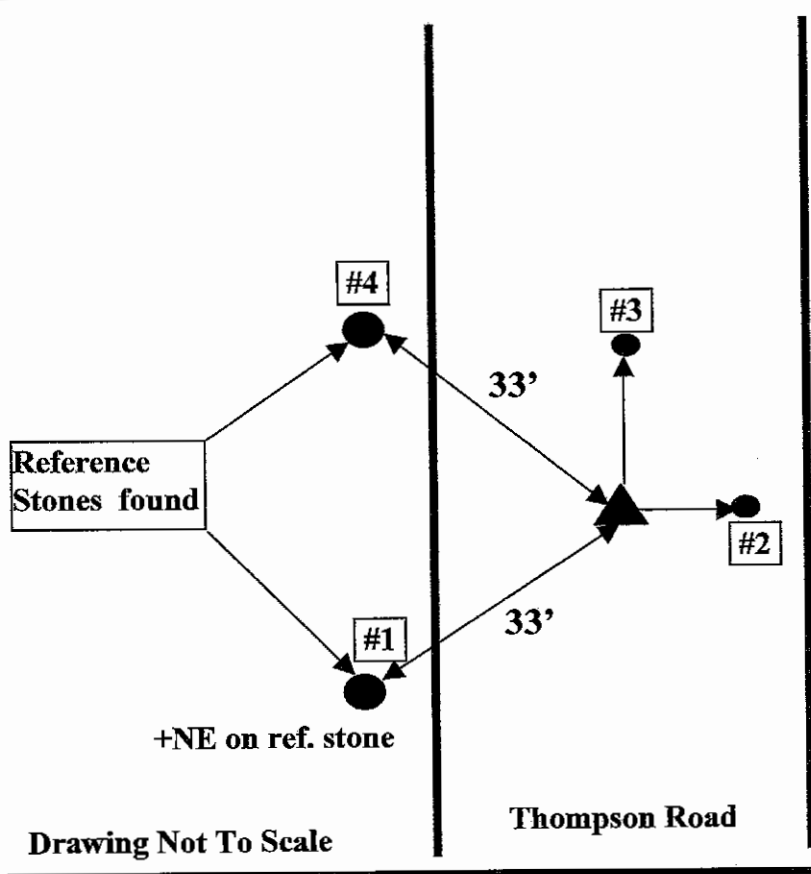 #4
#3
33’
Reference
Stones found
#2
33’
#1
+NE on ref. stone
Thompson Road
Drawing Not To Scale